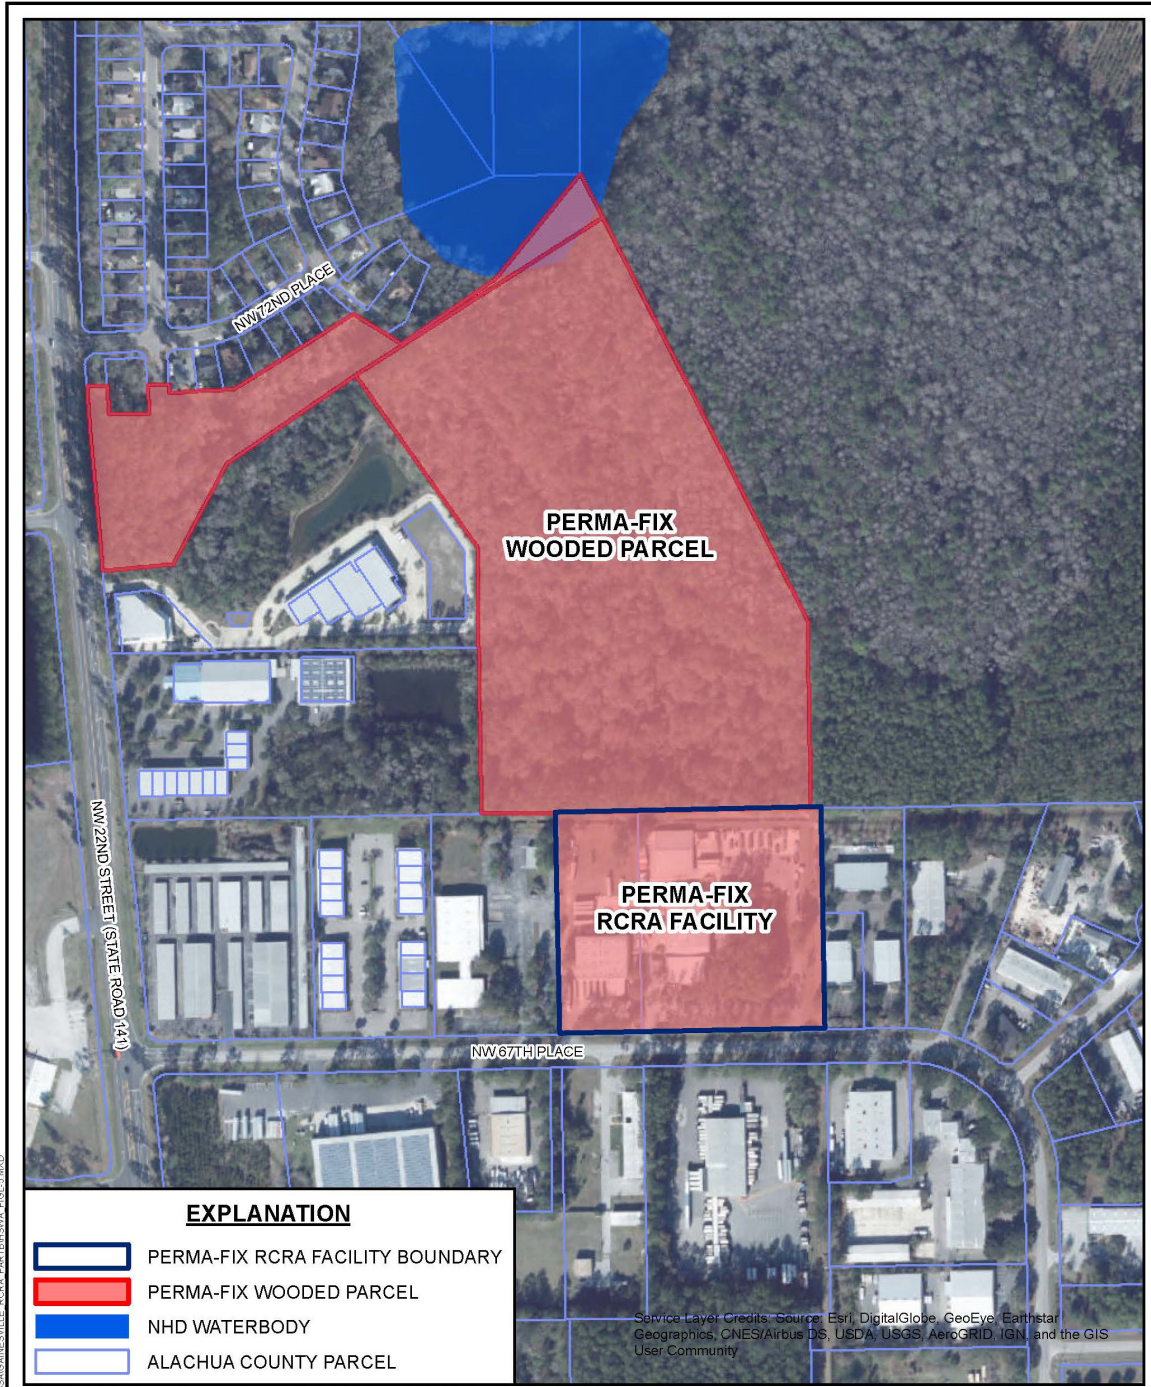 NW 72ND PLACE
PERMA-FIX
WOODED PARCEL
NW 22ND STREET (STATE ROAD 141)
PERMA-FIX
RCRA FACILITY
NW 67TH PLACE
EXPLANATION
PERMA-FIX RCRA FACILITY BOUNDARY
PERMA-FIX WOODED PARCEL
NHD WATERBODY
ALACHUA COUNTY PARCEL
Service Layer Credits: Source: Esri, DigitalGlobe, GeoEye, Earthstar
Geographics, CNES/Airbus DS, USDA, USGS, AeroGRID, IGN, and the GIS
User Community